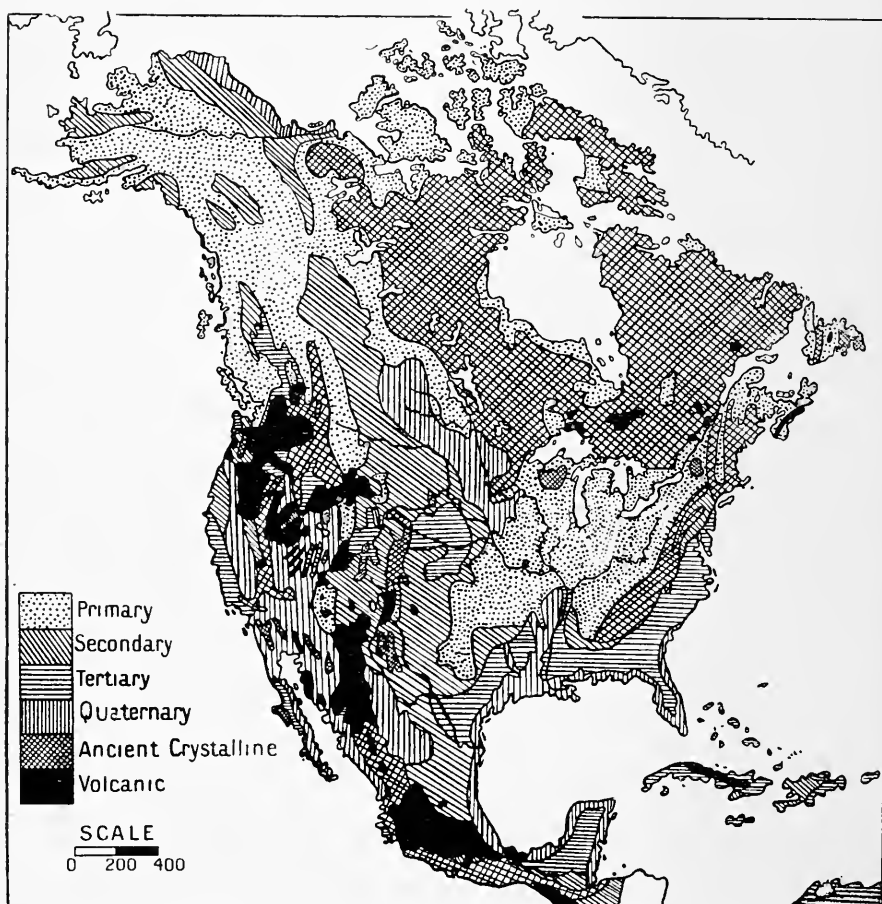 Primary
Secondary
Tertiary
Quaternary
Ancient Crystalline
Volcanic
SCALE
0 200 400